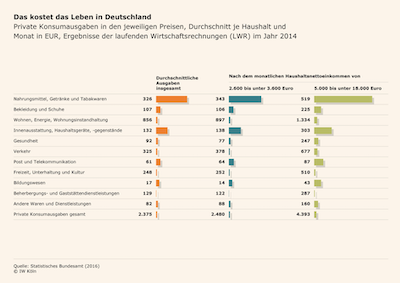 Das kostet das Leben in Deutschland
Private Konsumausgaben in den jeweiligen Preisen, Durchschnitt je Haushalt und
Monat in EUR, Ergebnisse der laufenden Wirtschaftsrechnungen (LWR) im Jahr 2014
Durchschnittliche Ausgaben insgesamt
Nach dem monatlichen Haushaltsnettoeinkommen von
2.600 bis unter 3.600 Euro 5.000 bis unter 18.000 Euro
Nahrungsmittel, Getränke und Tabakwaren 326 343 519
Bekleidung und Schuhe 107 106 225
Wohnen, Energie, Wohnungsinstandhaltung 856 897 1.334
Innenausstattung, Haushaltsgeräte, -gegenstände 132 138 303
Gesundheit 92 77 247
Verkehr 325 378 677
Post und Telekommunikation 61 64 87
Freizeit, Unterhaltung und Kultur 248 252 510
Bildungswesen 17 14 43
Beherbergungs- und Gaststättendienstleistungen 129 122 287
Andere Waren und Dienstleistungen 82 88 160
Private Konsumausgaben gesamt 2.375 2.480 4.393
Quelle: Statistisches Bundesamt (2016)
© IW Köln